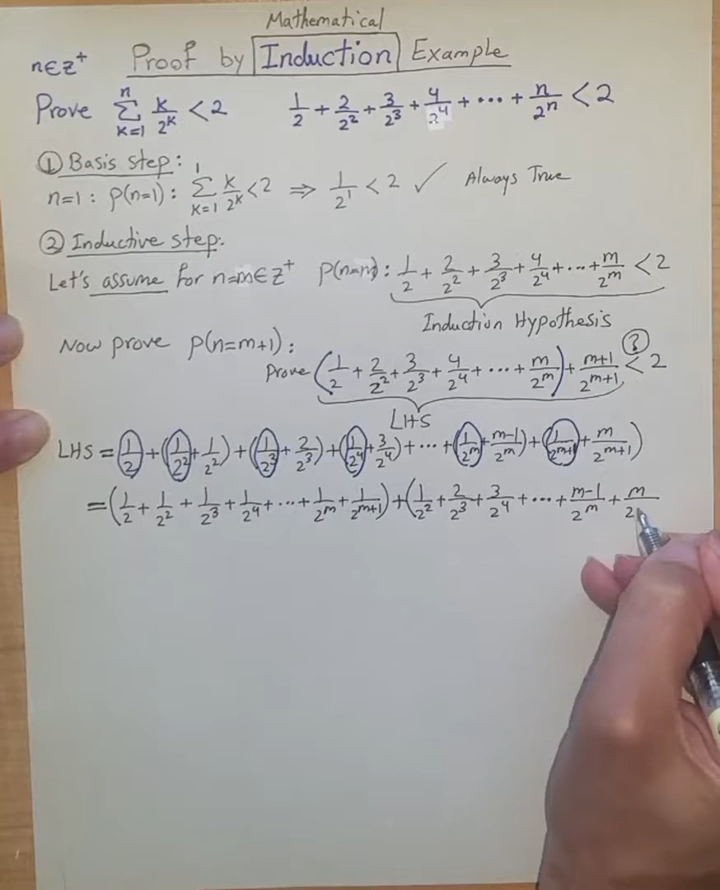 Mathematical
n∈z⁺ Proof by Induction Example
Prove ∑_{k=1}^{n} k/2^k < 2    1/2 + 2/2² + 3/2³ + 4/2⁴ + ··· + n/2ⁿ < 2
① Basis step:
n=1 : P(n=1) : ∑_{k=1}^{1} k/2^k < 2 ⇒ 1/2¹ < 2 ✓ Always True
② Inductive step:
Let's assume for n=m∈z⁺ P(n=m) : 1/2 + 2/2² + 3/2³ + 4/2⁴ + ··· + m/2^m < 2
Induction Hypothesis
Now prove P(n=m+1) :
Prove (1/2 + 2/2² + 3/2³ + 4/2⁴ + ··· + m/2^m) + (m+1)/2^{m+1} < 2 ?
LHS
LHS = 1/2 + (1/2² + 1/2²) + (1/2³ + 2/2³) + (1/2⁴ + 3/2⁴) + ··· + (1/2^m + (m-1)/2^m) + (1/2^{m+1} + m/2^{m+1})
= (1/2 + 1/2² + 1/2³ + 1/2⁴ + ··· + 1/2^m + 1/2^{m+1}) + (1/2² + 2/2³ + 3/2⁴ + ··· + (m-1)/2^m + m/2